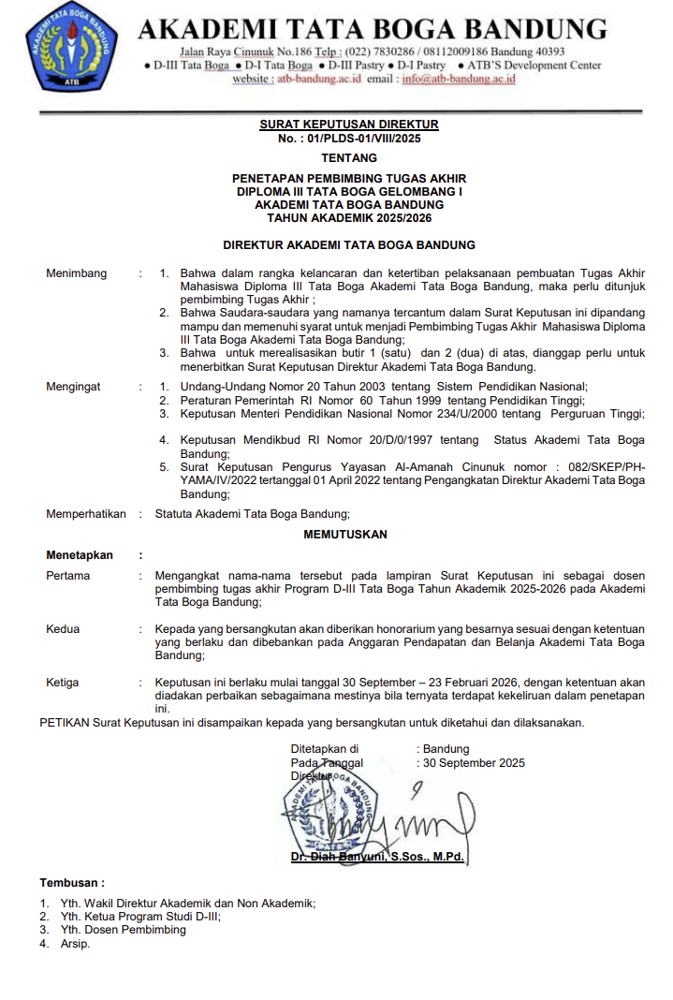 AKADEMI TATA BOGA BANDUNG
ATB
AKADEMI TATA BOGA BANDUNG
Jalan Raya Cinunuk No.186 Telp : (022) 7830286 / 08112009186 Bandung 40393
● D-III Tata Boga ● D-I Tata Boga ● D-III Pastry ● D-I Pastry ● ATB'S Development Center
website : atb-bandung.ac.id email : info@atb-bandung.ac.id
SURAT KEPUTUSAN DIREKTUR
No. : 01/PLDS-01/VIII/2025
TENTANG
PENETAPAN PEMBIMBING TUGAS AKHIR
DIPLOMA III TATA BOGA GELOMBANG I
AKADEMI TATA BOGA BANDUNG
TAHUN AKADEMIK 2025/2026
DIREKTUR AKADEMI TATA BOGA BANDUNG
Menimbang : 1. Bahwa dalam rangka kelancaran dan ketertiban pelaksanaan pembuatan Tugas Akhir
Mahasiswa Diploma III Tata Boga Akademi Tata Boga Bandung, maka perlu ditunjuk
pembimbing Tugas Akhir ;
2. Bahwa Saudara-saudara yang namanya tercantum dalam Surat Keputusan ini dipandang
mampu dan memenuhi syarat untuk menjadi Pembimbing Tugas Akhir Mahasiswa Diploma
III Tata Boga Akademi Tata Boga Bandung;
3. Bahwa untuk merealisasikan butir 1 (satu) dan 2 (dua) di atas, dianggap perlu untuk
menerbitkan Surat Keputusan Direktur Akademi Tata Boga Bandung.
Mengingat : 1. Undang-Undang Nomor 20 Tahun 2003 tentang Sistem Pendidikan Nasional;
2. Peraturan Pemerintah RI Nomor 60 Tahun 1999 tentang Pendidikan Tinggi;
3. Keputusan Menteri Pendidikan Nasional Nomor 234/U/2000 tentang Perguruan Tinggi;
4. Keputusan Mendikbud RI Nomor 20/D/0/1997 tentang Status Akademi Tata Boga
Bandung;
5. Surat Keputusan Pengurus Yayasan Al-Amanah Cinunuk nomor : 082/SKEP/PH-
YAMA/IV/2022 tertanggal 01 April 2022 tentang Pengangkatan Direktur Akademi Tata Boga
Bandung;
Memperhatikan : Statuta Akademi Tata Boga Bandung;
MEMUTUSKAN
Menetapkan :
Pertama : Mengangkat nama-nama tersebut pada lampiran Surat Keputusan ini sebagai dosen
pembimbing tugas akhir Program D-III Tata Boga Tahun Akademik 2025-2026 pada Akademi
Tata Boga Bandung;
Kedua : Kepada yang bersangkutan akan diberikan honorarium yang besarnya sesuai dengan ketentuan
yang berlaku dan dibebankan pada Anggaran Pendapatan dan Belanja Akademi Tata Boga
Bandung;
Ketiga : Keputusan ini berlaku mulai tanggal 30 September – 23 Februari 2026, dengan ketentuan akan
diadakan perbaikan sebagaimana mestinya bila ternyata terdapat kekeliruan dalam penetapan
ini.
PETIKAN Surat Keputusan ini disampaikan kepada yang bersangkutan untuk diketahui dan dilaksanakan.
Ditetapkan di : Bandung
Pada Tanggal : 30 September 2025
Direktur,
AKADEMI TATA BOGA BANDUNG
ATB
Dr. Diah Banyuni, S.Sos., M.Pd.
Tembusan :
1. Yth. Wakil Direktur Akademik dan Non Akademik;
2. Yth. Ketua Program Studi D-III;
3. Yth. Dosen Pembimbing
4. Arsip.